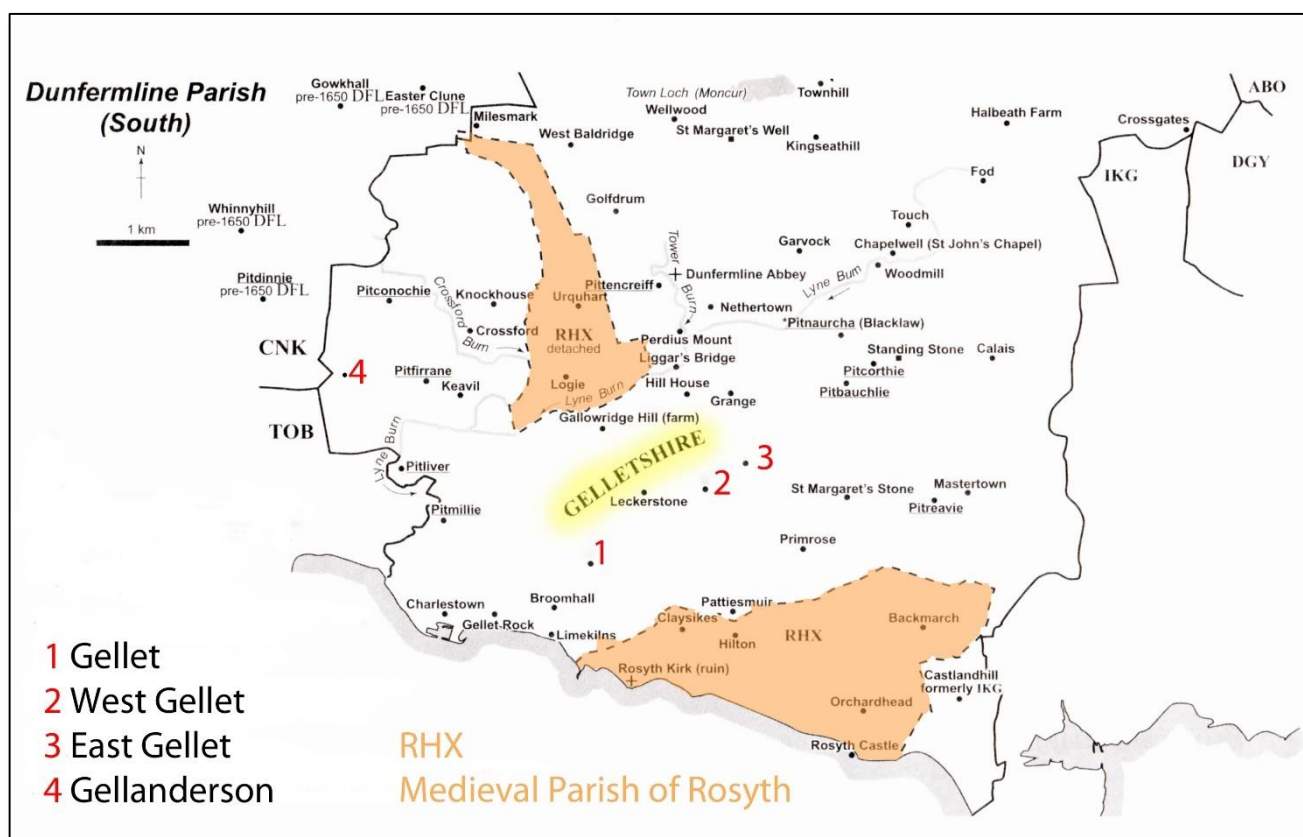 Dunfermline Parish
(South)
N
1 km
Gowkhall
pre-1650 DFL
Easter Clune
pre-1650 DFL
Milesmark
West Baldridge
Town Loch (Moncur)
Wellwood
St Margaret's Well
Townhill
Kingseathill
Halbeath Farm
Crossgates
ABO
IKG
DGY
Fod
Whinnyhill
pre-1650 DFL
Golfdrum
Touch
Garvock
Chapelwell (St John's Chapel)
Woodmill
Tower
Burn
Dunfermline Abbey
Lyne Burn
Pitdinnie
pre-1650 DFL
Pitconochie
Crossford
Burn
Knockhouse
Urquhart
Pittencreiff
Nethertown
*Pitnaurcha (Blacklaw)
CNK
Crossford
RHX
detached
Perdius Mount
Liggar's Bridge
Standing Stone
Calais
Pitcorthie
4
Pitfirrane
Keavil
Logie
Lyne Burn
Hill House
Grange
Pitbauchlie
TOB
Gallowridge Hill (farm)
Lyne Burn
Pitliver
GELLETSHIRE
3
2
Leckerstone
St Margaret's Stone
Mastertown
Pitreavie
Pitmillie
Primrose
1
Charlestown
Gellet Rock
Broomhall
Limekilns
Pattiesmuir
Claysikes
Hilton
RHX
Backmarch
Rosyth Kirk (ruin)
Castlandhill
formerly IKG
Orchardhead
Rosyth Castle
1 Gellet
2 West Gellet
3 East Gellet
4 Gellanderson
RHX
Medieval Parish of Rosyth